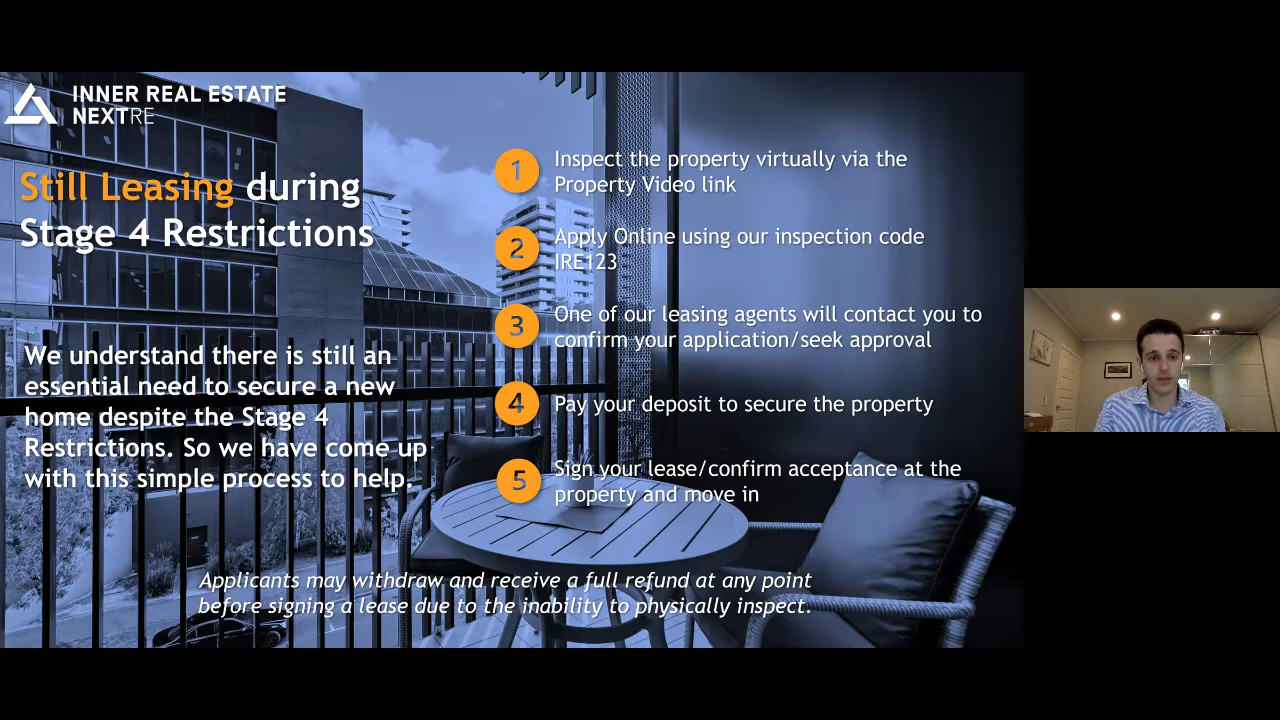 INNER REAL ESTATE
NEXTRE
Still Leasing during
Stage 4 Restrictions
We understand there is still an
essential need to secure a new
home despite the Stage 4
Restrictions. So we have come up
with this simple process to help.
1
Inspect the property virtually via the
Property Video link
2
Apply Online using our inspection code
IRE123
3
One of our leasing agents will contact you to
confirm your application/seek approval
4
Pay your deposit to secure the property
5
Sign your lease/confirm acceptance at the
property and move in
Applicants may withdraw and receive a full refund at any point
before signing a lease due to the inability to physically inspect.